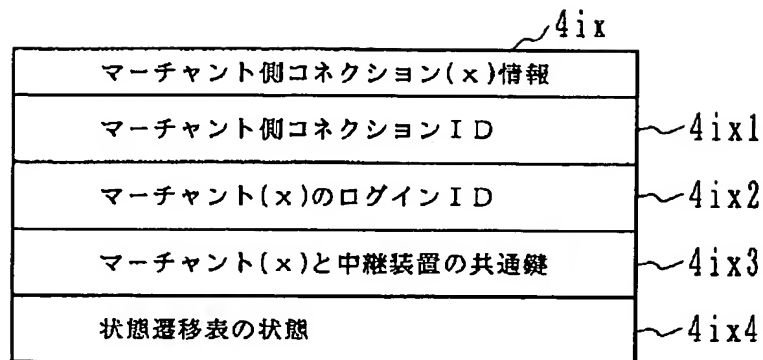 4ix
マーチャント側コネクション(x)情報
マーチャント側コネクションID 4ix1
マーチャント(x)のログインID 4ix2
マーチャント(x)と中継装置の共通鍵 4ix3
状態遷移表の状態 4ix4